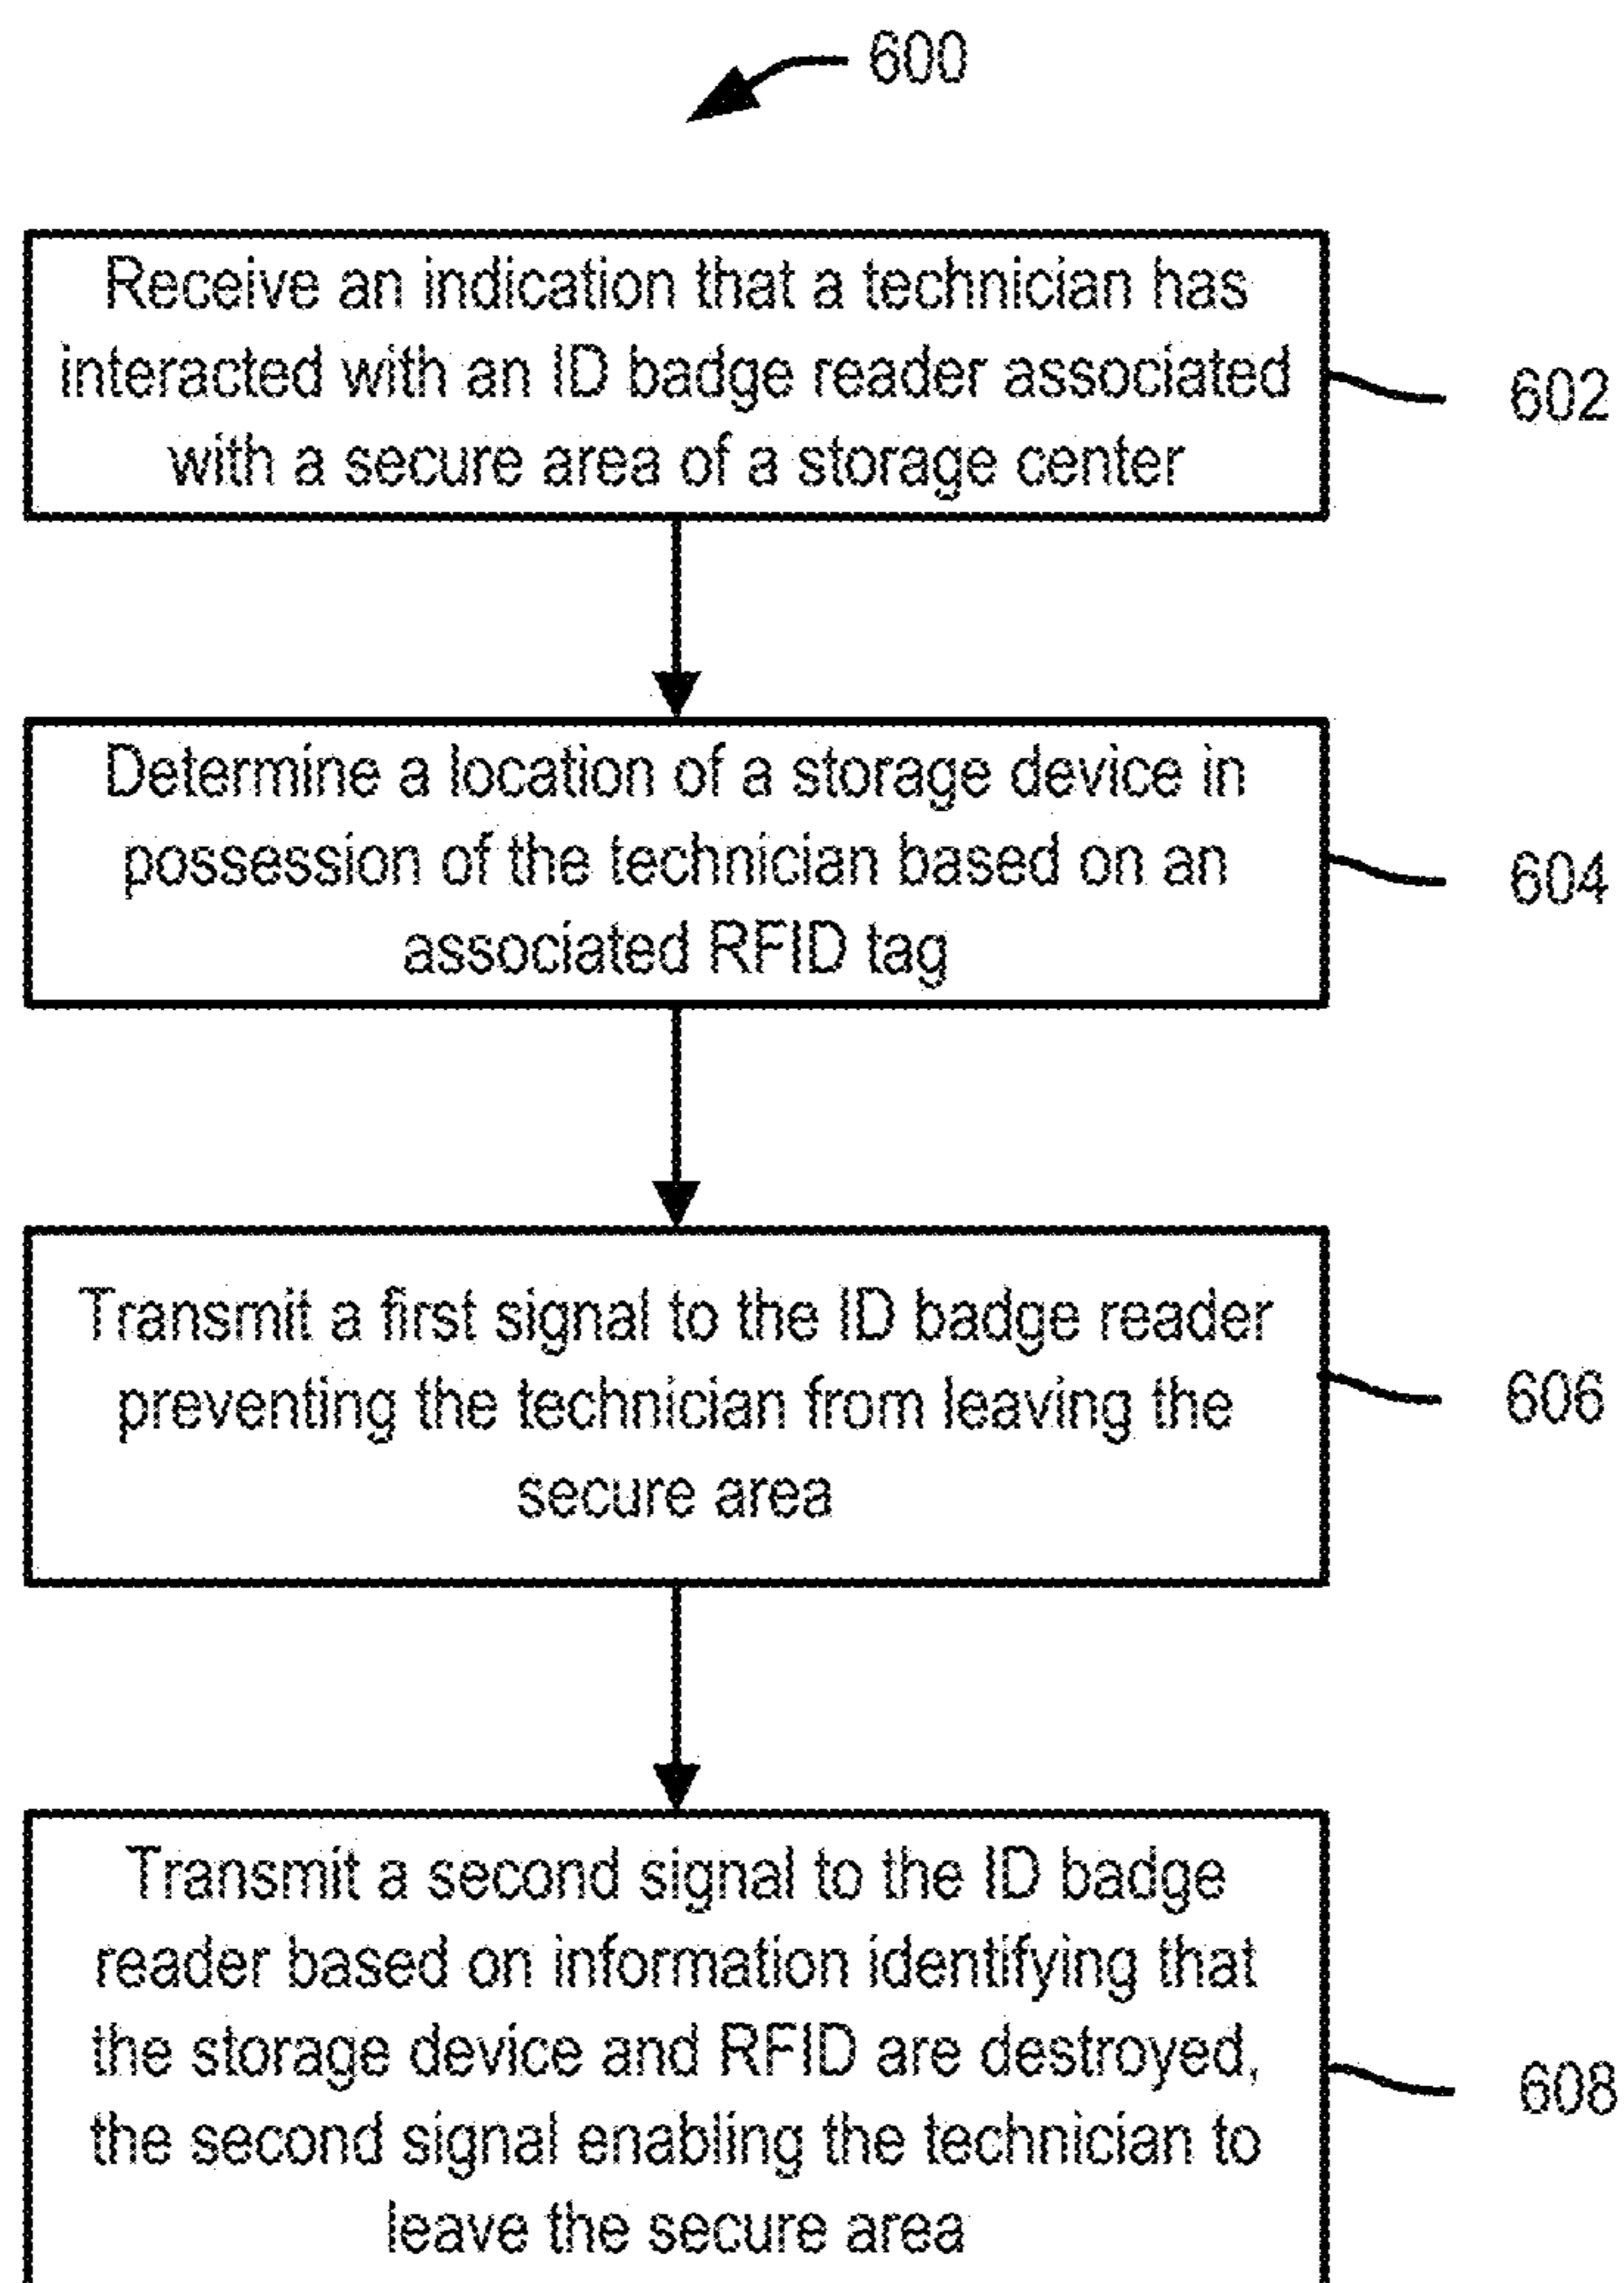 600
Receive an indication that a technician has
interacted with an ID badge reader associated
with a secure area of a storage center
602
Determine a location of a storage device in
possession of the technician based on an
associated RFID tag
604
Transmit a first signal to the ID badge reader
preventing the technician from leaving the
secure area
606
Transmit a second signal to the ID badge
reader based on information identifying that
the storage device and RFID are destroyed,
the second signal enabling the technician to
leave the secure area
608